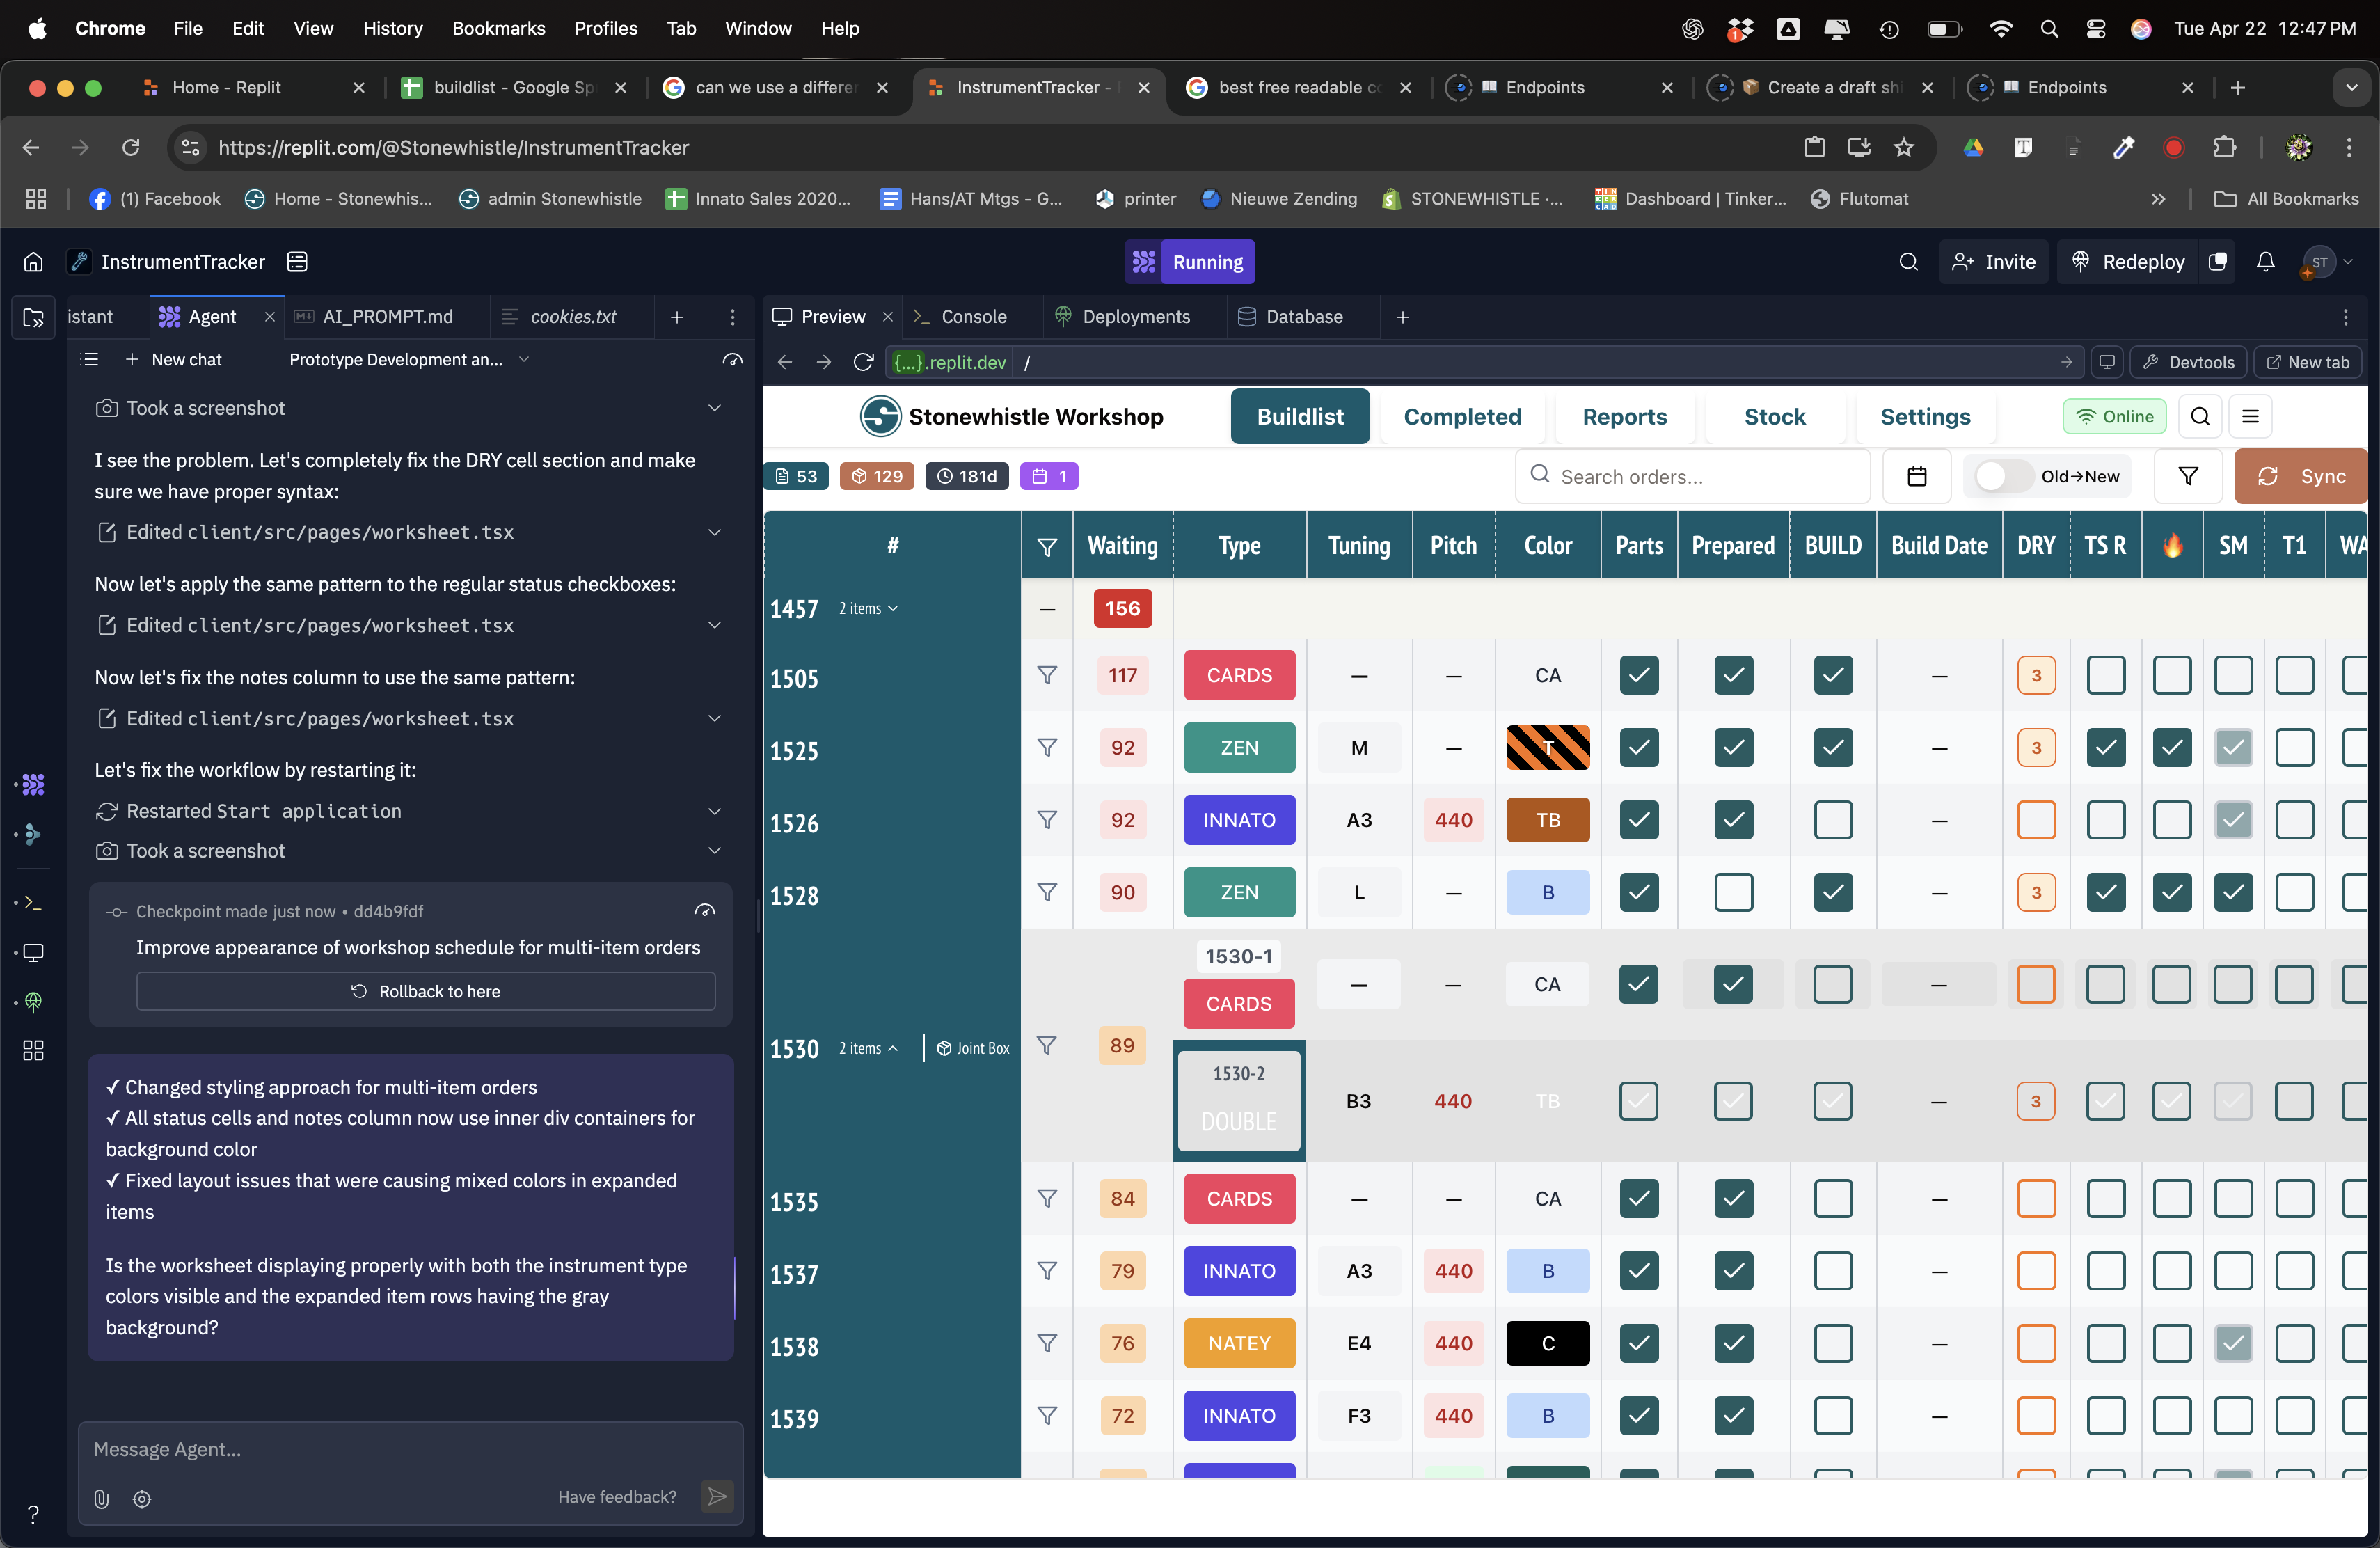 Chrome File Edit View History Bookmarks Profiles Tab Window Help
1
Tue Apr 22 12:47 PM
Home - Replit
buildlist - Google Sp
can we use a differer
InstrumentTracker -
best free readable co
Endpoints
Create a draft shi
Endpoints
https://replit.com/@Stonewhistle/InstrumentTracker
(1) Facebook
Home - Stonewhis...
admin Stonewhistle
Innato Sales 2020...
Hans/AT Mtgs - G...
printer
Nieuwe Zending
STONEWHISTLE -...
Dashboard | Tinker...
Flutomat
All Bookmarks
InstrumentTracker
Running
Invite
Redeploy
ST
istant
Agent
AI_PROMPT.md
cookies.txt
Preview
Console
Deployments
Database
New chat
Prototype Development an...
{...}.replit.dev /
Devtools
New tab
Took a screenshot
I see the problem. Let's completely fix the DRY cell section and make
sure we have proper syntax:
Edited client/src/pages/worksheet.tsx
Now let's apply the same pattern to the regular status checkboxes:
Edited client/src/pages/worksheet.tsx
Now let's fix the notes column to use the same pattern:
Edited client/src/pages/worksheet.tsx
Let's fix the workflow by restarting it:
Restarted Start application
Took a screenshot
Checkpoint made just now • dd4b9fdf
Improve appearance of workshop schedule for multi-item orders
Rollback to here
✓ Changed styling approach for multi-item orders
✓ All status cells and notes column now use inner div containers for
background color
✓ Fixed layout issues that were causing mixed colors in expanded
items
Is the worksheet displaying properly with both the instrument type
colors visible and the expanded item rows having the gray
background?
Message Agent...
Have feedback?
?
Stonewhistle Workshop
Buildlist
Completed
Reports
Stock
Settings
Online
53
129
181d
1
Search orders...
Old→New
Sync
# Waiting Type Tuning Pitch Color Parts Prepared BUILD Build Date DRY TS R 🔥 SM T1 WA
1457 2 items — 156
1505 117 CARDS — — CA — 3
1525 92 ZEN M — T — 3
1526 92 INNATO A3 440 TB —
1528 90 ZEN L — B — 3
1530-1
CARDS — — CA —
1530 2 items Joint Box 89
1530-2
DOUBLE B3 440 TB — 3
1535 84 CARDS — — CA —
1537 79 INNATO A3 440 B —
1538 76 NATEY E4 440 C —
1539 72 INNATO F3 440 B —